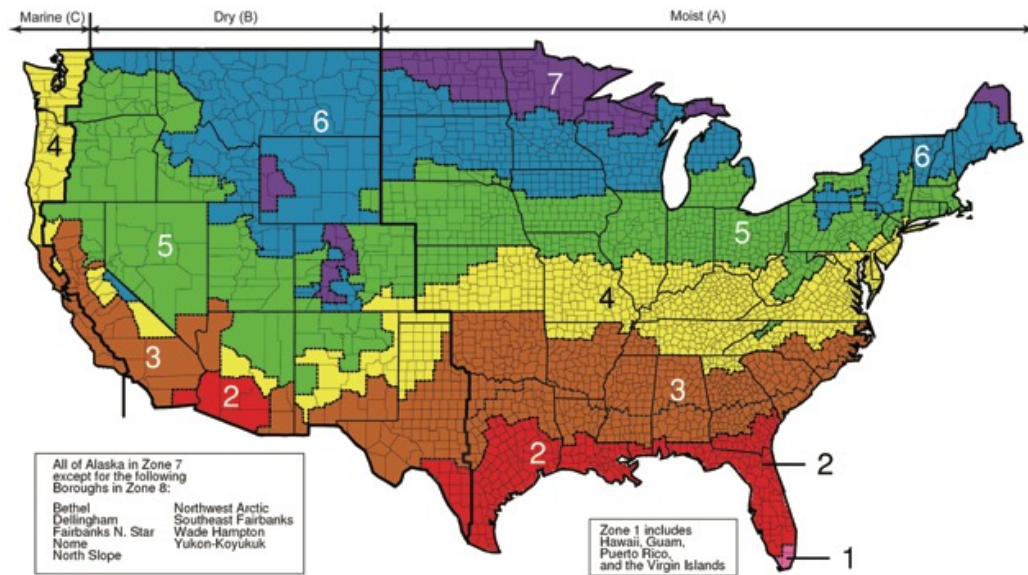 Marine (C)
Dry (B)
Moist (A)
7
6
6
4
4
6
5
5
4
3
3
2
2
2
1
All of Alaska in Zone 7
except for the following
Boroughs in Zone 8:
Bethel
Dellingham
Fairbanks N. Star
Nome
North Slope
Northwest Arctic
Southeast Fairbanks
Wade Hampton
Yukon-Koyukuk
Zone 1 includes
Hawaii, Guam,
Puerto Rico,
and the Virgin Islands